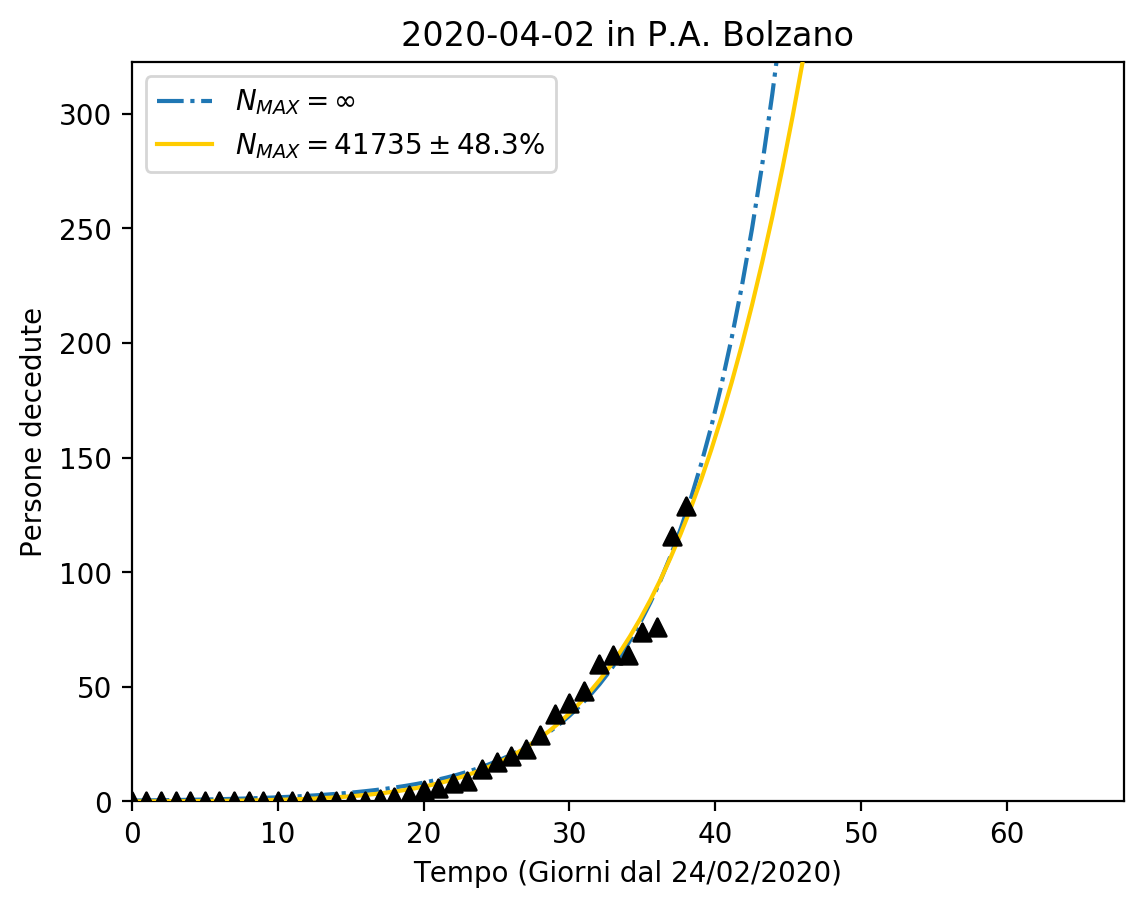 2020-04-02 in P.A. Bolzano
N_MAX = ∞
N_MAX = 41735 ± 48.3%
Persone decedute
300
250
200
150
100
50
0
0 10 20 30 40 50 60
Tempo (Giorni dal 24/02/2020)